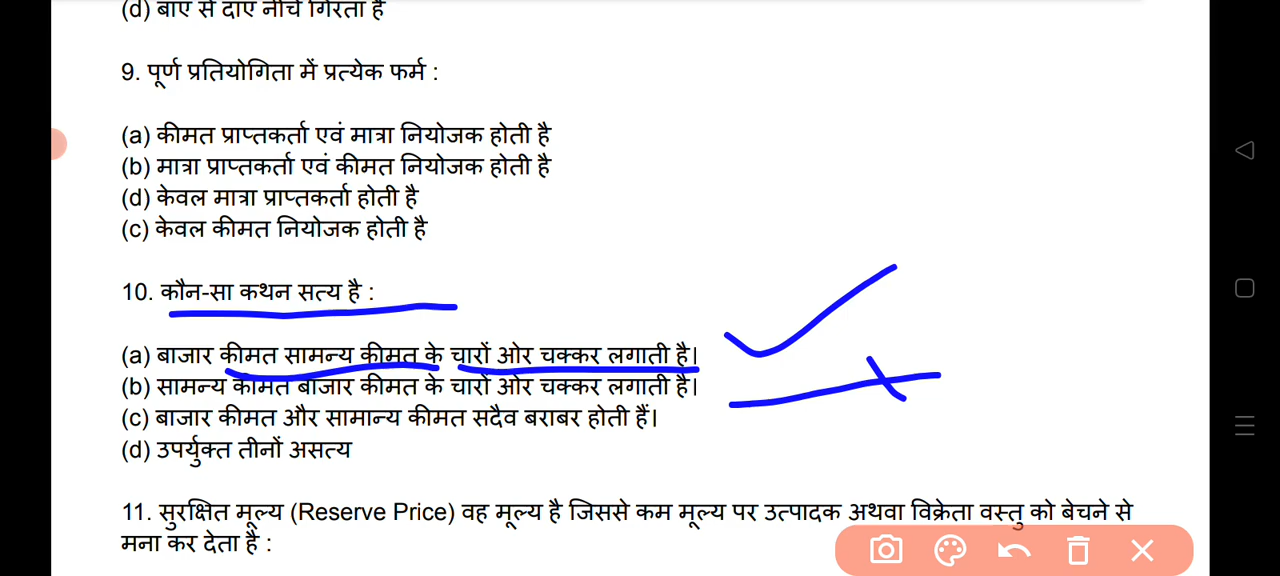 (d) बाएं से दाएं नीचे गिरता है
9. पूर्ण प्रतियोगिता में प्रत्येक फर्म :
(a) कीमत प्राप्तकर्ता एवं मात्रा नियोजक होती है
(b) मात्रा प्राप्तकर्ता एवं कीमत नियोजक होती है
(d) केवल मात्रा प्राप्तकर्ता होती है
(c) केवल कीमत नियोजक होती है
10. कौन-सा कथन सत्य है :
(a) बाजार कीमत सामन्य कीमत के चारों ओर चक्कर लगाती है।
(b) सामन्य कीमत बाजार कीमत के चारों ओर चक्कर लगाती है।
(c) बाजार कीमत और सामान्य कीमत सदैव बराबर होती हैं।
(d) उपर्युक्त तीनों असत्य
11. सुरक्षित मूल्य (Reserve Price) वह मूल्य है जिससे कम मूल्य पर उत्पादक अथवा विक्रेता वस्तु को बेचने से
मना कर देता है :